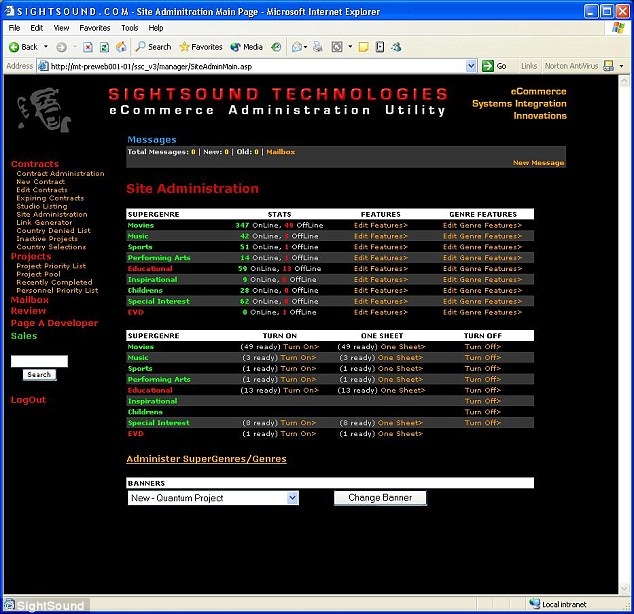 SIGHTSOUND.COM - Site Adminitration Main Page - Microsoft Internet Explorer
File Edit View Favorites Tools Help
Back Search Favorites Media
Address http://mt-preweb001-01/ssc_v3/manager/SiteAdminMain.asp Go Links Norton AntiVirus
SIGHTSOUND TECHNOLOGIES
eCommerce Administration Utility
eCommerce
Systems Integration
Innovations
Messages
Total Messages: 0 | New: 0 | Old: 0 | Mailbox
New Message
Contracts
Contract Administration
New Contract
Edit Contracts
Expiring Contracts
Studio Listing
Site Administration
Link Generator
Country Denied List
Inactive Projects
Country Selections
Projects
Project Priority List
Project Pool
Recently Completed
Personnel Priority List
Mailbox
Review
Page A Developer
Sales
Search
LogOut
Site Administration
SUPERGENRE STATS FEATURES GENRE FEATURES
Movies 347 OnLine, 49 OffLine Edit Features> Edit Genre Features>
Music 42 OnLine, OffLine Edit Features> Edit Genre Features>
Sports 51 OnLine, 1 OffLine Edit Features> Edit Genre Features>
Performing Arts 14 OnLine, 1 OffLine Edit Features> Edit Genre Features>
Educational 59 OnLine, 13 OffLine Edit Features> Edit Genre Features>
Inspirational 9 OnLine, OffLine Edit Features> Edit Genre Features>
Childrens 28 OnLine, 0 OffLine Edit Features> Edit Genre Features>
Special Interest 62 OnLine, OffLine Edit Features> Edit Genre Features>
EVD 0 OnLine, 1 OffLine Edit Features> Edit Genre Features>
SUPERGENRE TURN ON ONE SHEET TURN OFF
Movies (49 ready) Turn On> (49 ready) One Sheet> Turn Off>
Music (3 ready) Turn On> (3 ready) One Sheet> Turn Off>
Sports (1 ready) Turn On> (1 ready) One Sheet> Turn Off>
Performing Arts (1 ready) Turn On> (1 ready) One Sheet> Turn Off>
Educational (13 ready) Turn On> (13 ready) One Sheet> Turn Off>
Inspirational Turn Off>
Childrens Turn Off>
Special Interest (8 ready) Turn On> (8 ready) One Sheet> Turn Off>
EVD (1 ready) Turn On> (1 ready) One Sheet>
Administer SuperGenres/Genres
BANNERS
New - Quantum Project Change Banner
© SightSound
Local intranet